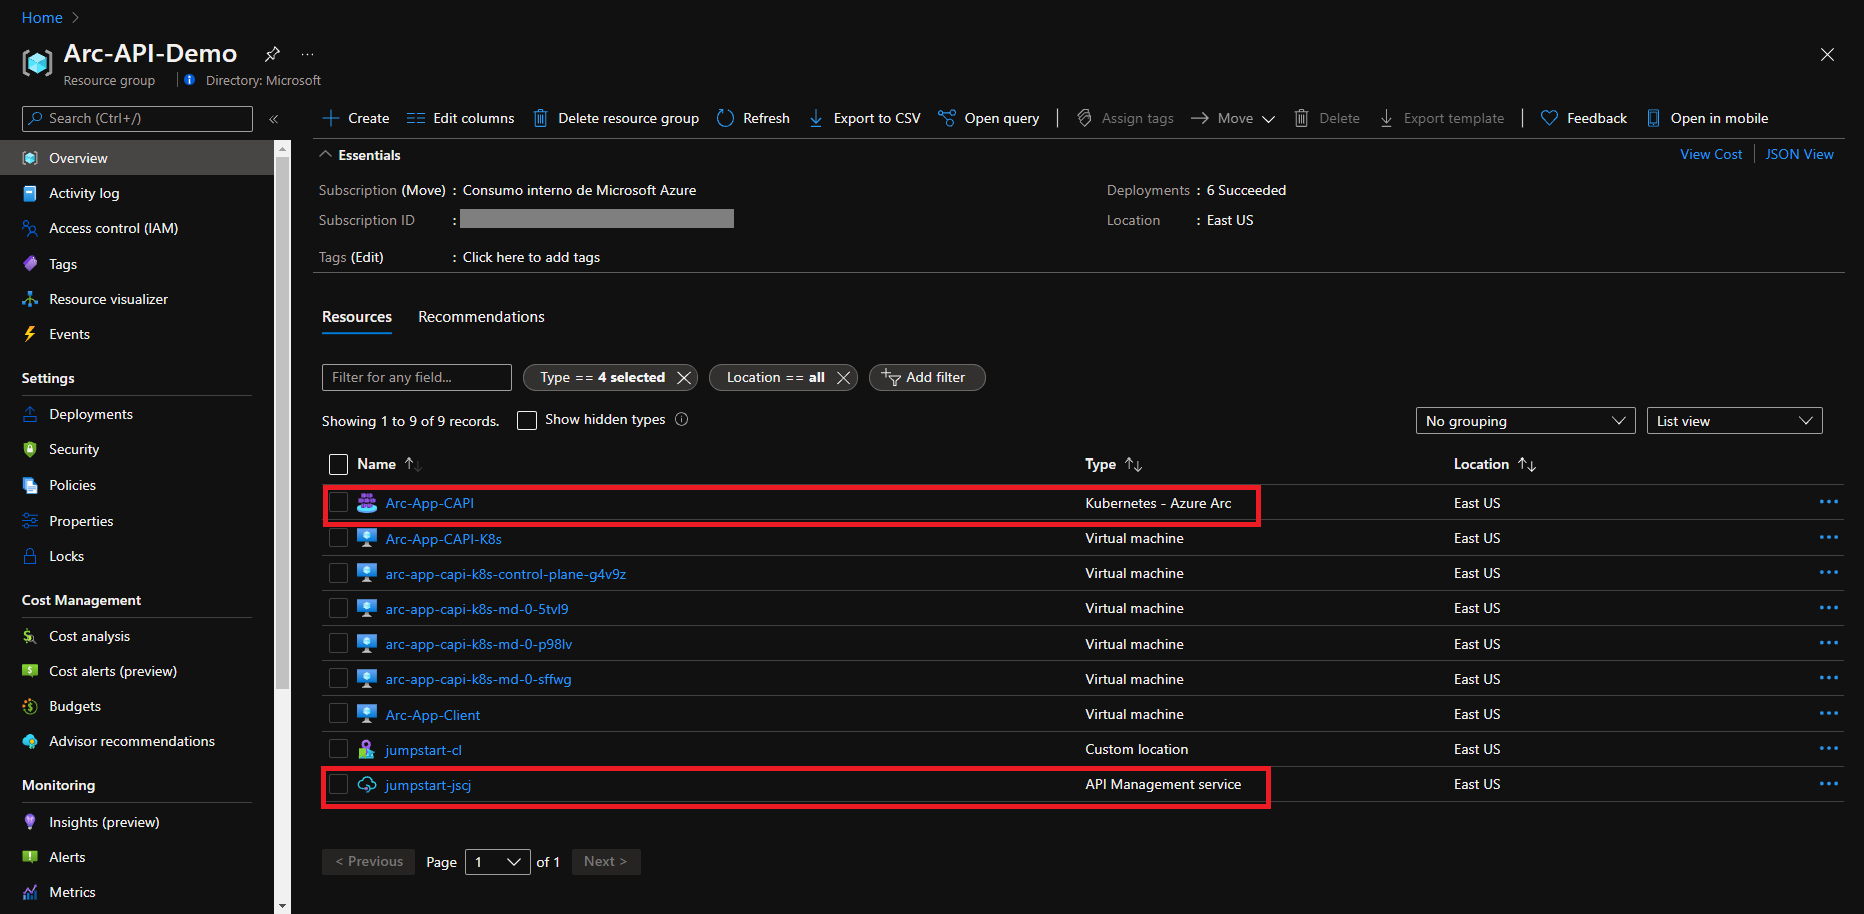 Home >
Arc-API-Demo
Resource group | Directory: Microsoft
Search (Ctrl+/) «
Overview
Activity log
Access control (IAM)
Tags
Resource visualizer
Events
Settings
Deployments
Security
Policies
Properties
Locks
Cost Management
Cost analysis
Cost alerts (preview)
Budgets
Advisor recommendations
Monitoring
Insights (preview)
Alerts
Metrics
Create Edit columns Delete resource group Refresh Export to CSV Open query | Assign tags Move Delete Export template | Feedback Open in mobile
Essentials View Cost | JSON View
Subscription (Move) : Consumo interno de Microsoft Azure Deployments : 6 Succeeded
Subscription ID : Location : East US
Tags (Edit) : Click here to add tags
Resources Recommendations
Filter for any field... Type == 4 selected Location == all Add filter
Showing 1 to 9 of 9 records. Show hidden types No grouping List view
Name Type Location
Arc-App-CAPI Kubernetes - Azure Arc East US
Arc-App-CAPI-K8s Virtual machine East US
arc-app-capi-k8s-control-plane-g4v9z Virtual machine East US
arc-app-capi-k8s-md-0-5tvl9 Virtual machine East US
arc-app-capi-k8s-md-0-p98lv Virtual machine East US
arc-app-capi-k8s-md-0-sffwg Virtual machine East US
Arc-App-Client Virtual machine East US
jumpstart-cl Custom location East US
jumpstart-jscj API Management service East US
< Previous Page 1 of 1 Next >